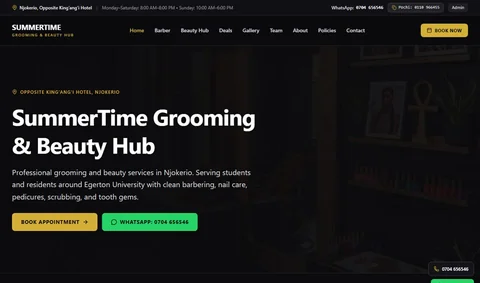 Njokerio, Opposite King'ang'i Hotel | Monday–Saturday: 8:00 AM–8:00 PM • Sunday: 10:00 AM–6:00 PM WhatsApp: 0704 656546 Pochi: 0110 966455 Admin
SUMMERTIME
GROOMING & BEAUTY HUB
Home Barber Beauty Hub Deals Gallery Team About Policies Contact BOOK NOW
OPPOSITE KING'ANG'I HOTEL, NJOKERIO
SummerTime Grooming
& Beauty Hub
Professional grooming and beauty services in Njokerio. Serving students
and residents around Egerton University with clean barbering, nail care,
pedicures, scrubbing, and tooth gems.
BOOK APPOINTMENT → WHATSAPP: 0704 656546
0704 656546